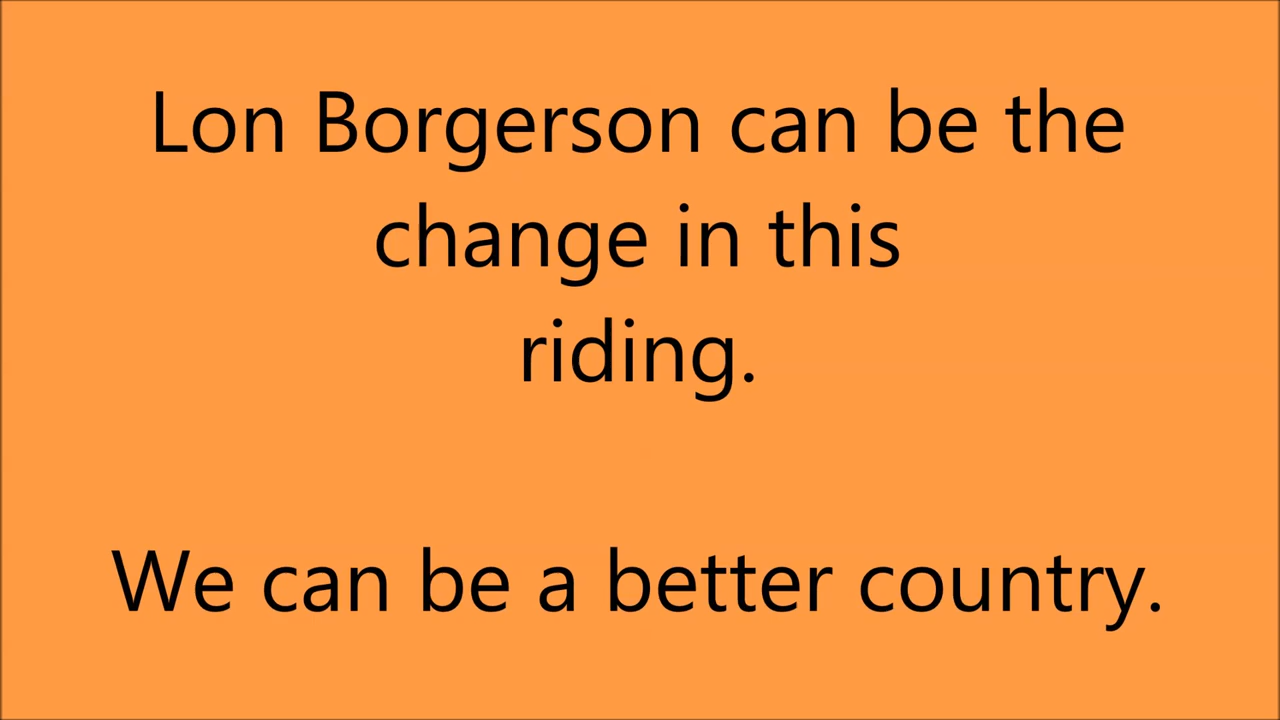 Lon Borgerson can be the
change in this
riding.
We can be a better country.